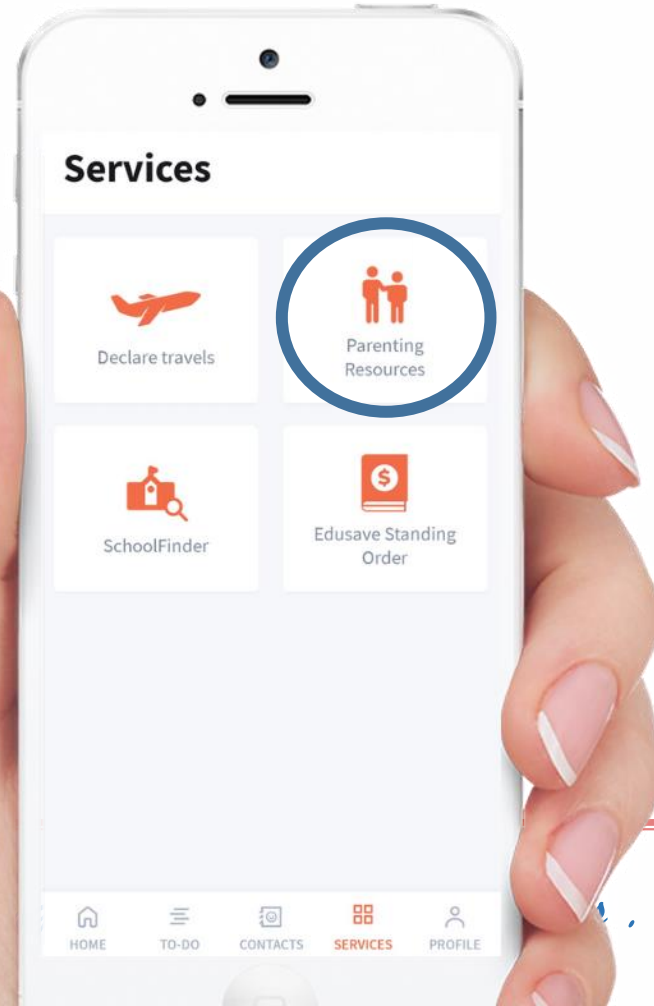 Services
Declare travels
Parenting
Resources
SchoolFinder
$
Edusave Standing
Order
HOME TO-DO CONTACTS SERVICES PROFILE